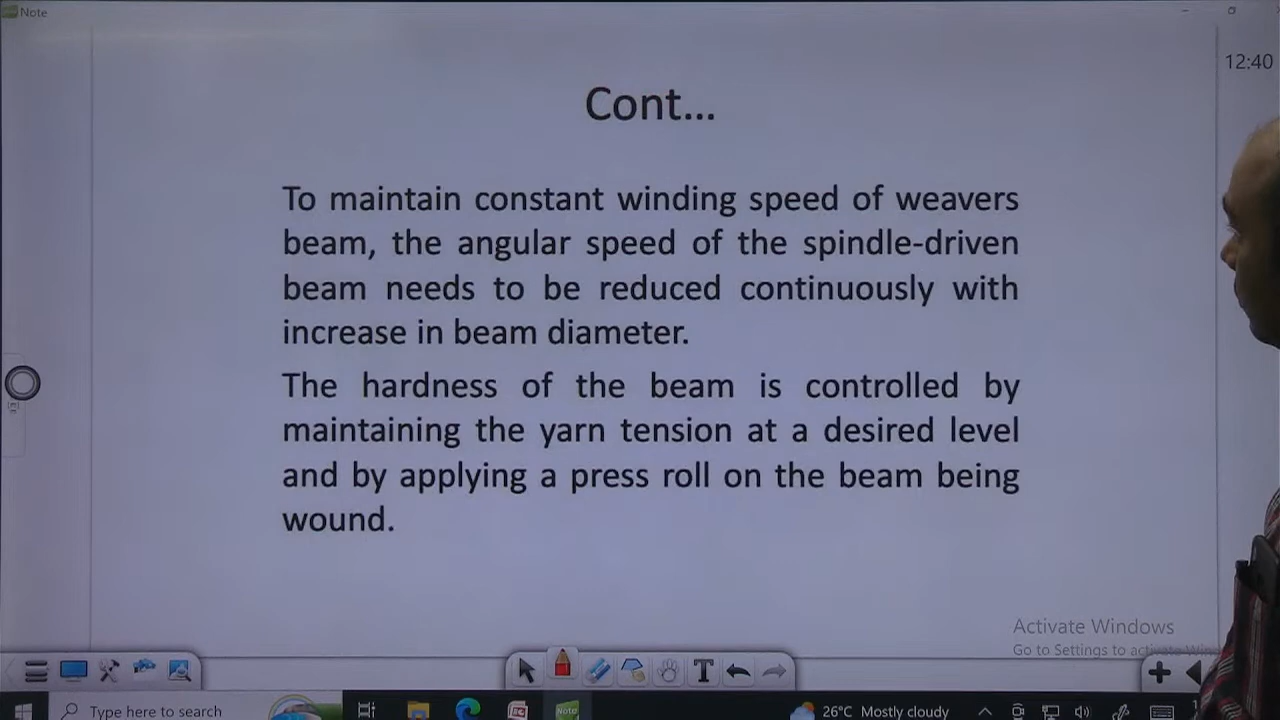 Note
12:40
Cont...
To maintain constant winding speed of weavers
beam, the angular speed of the spindle-driven
beam needs to be reduced continuously with
increase in beam diameter.
The hardness of the beam is controlled by
maintaining the yarn tension at a desired level
and by applying a press roll on the beam being
wound.
Activate Windows
Go to Settings to activate Win
T
Type here to search
Note
26°C Mostly cloudy